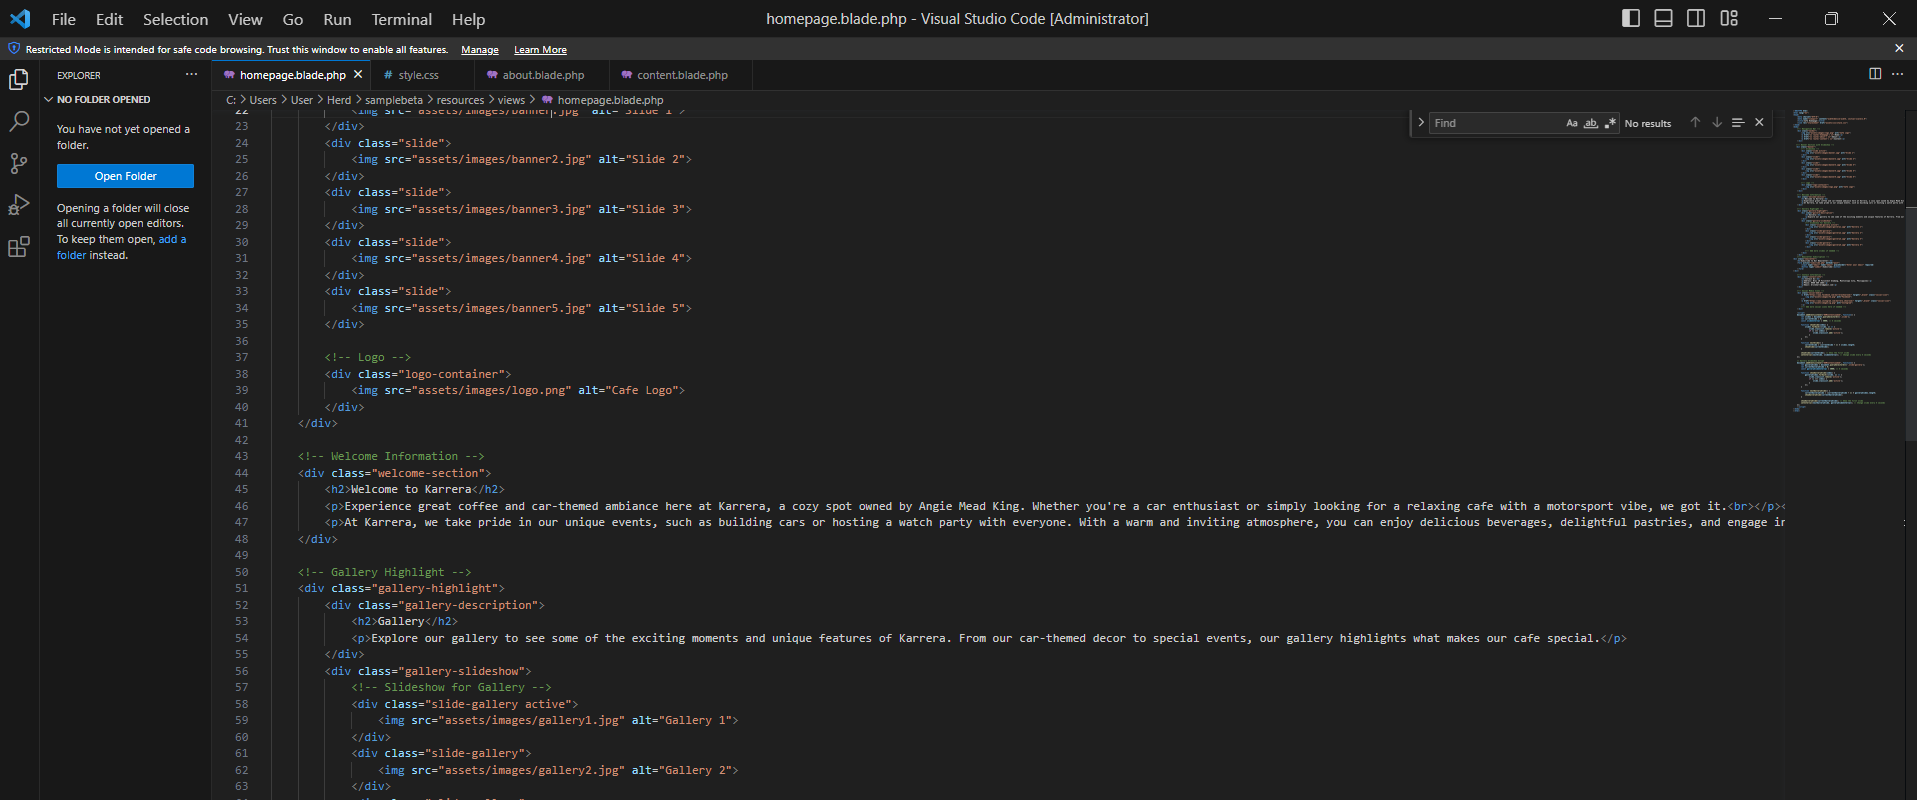 File Edit Selection View Go Run Terminal Help
homepage.blade.php - Visual Studio Code [Administrator]
Restricted Mode is intended for safe code browsing. Trust this window to enable all features. Manage Learn More
EXPLORER ...
NO FOLDER OPENED
You have not yet opened a
folder.
Open Folder
Opening a folder will close
all currently open editors.
To keep them open, add a
folder instead.
homepage.blade.php
# style.css
about.blade.php
content.blade.php
C: > Users > User > Herd > samplebeta > resources > views > homepage.blade.php
Find
Aa ab .*
No results
22 <img src="assets/images/banner.jpg" alt="Slide 1">
23 </div>
24 <div class="slide">
25 <img src="assets/images/banner2.jpg" alt="Slide 2">
26 </div>
27 <div class="slide">
28 <img src="assets/images/banner3.jpg" alt="Slide 3">
29 </div>
30 <div class="slide">
31 <img src="assets/images/banner4.jpg" alt="Slide 4">
32 </div>
33 <div class="slide">
34 <img src="assets/images/banner5.jpg" alt="Slide 5">
35 </div>
36
37 <!-- Logo -->
38 <div class="logo-container">
39 <img src="assets/images/logo.png" alt="Cafe Logo">
40 </div>
41 </div>
42
43 <!-- Welcome Information -->
44 <div class="welcome-section">
45 <h2>Welcome to Karrera</h2>
46 <p>Experience great coffee and car-themed ambiance here at Karrera, a cozy spot owned by Angie Mead King. Whether you're a car enthusiast or simply looking for a relaxing cafe with a motorsport vibe, we got it.<br></p><
47 <p>At Karrera, we take pride in our unique events, such as building cars or hosting a watch party with everyone. With a warm and inviting atmosphere, you can enjoy delicious beverages, delightful pastries, and engage in
48 </div>
49
50 <!-- Gallery Highlight -->
51 <div class="gallery-highlight">
52 <div class="gallery-description">
53 <h2>Gallery</h2>
54 <p>Explore our gallery to see some of the exciting moments and unique features of Karrera. From our car-themed decor to special events, our gallery highlights what makes our cafe special.</p>
55 </div>
56 <div class="gallery-slideshow">
57 <!-- Slideshow for Gallery -->
58 <div class="slide-gallery active">
59 <img src="assets/images/gallery1.jpg" alt="Gallery 1">
60 </div>
61 <div class="slide-gallery">
62 <img src="assets/images/gallery2.jpg" alt="Gallery 2">
63 </div>